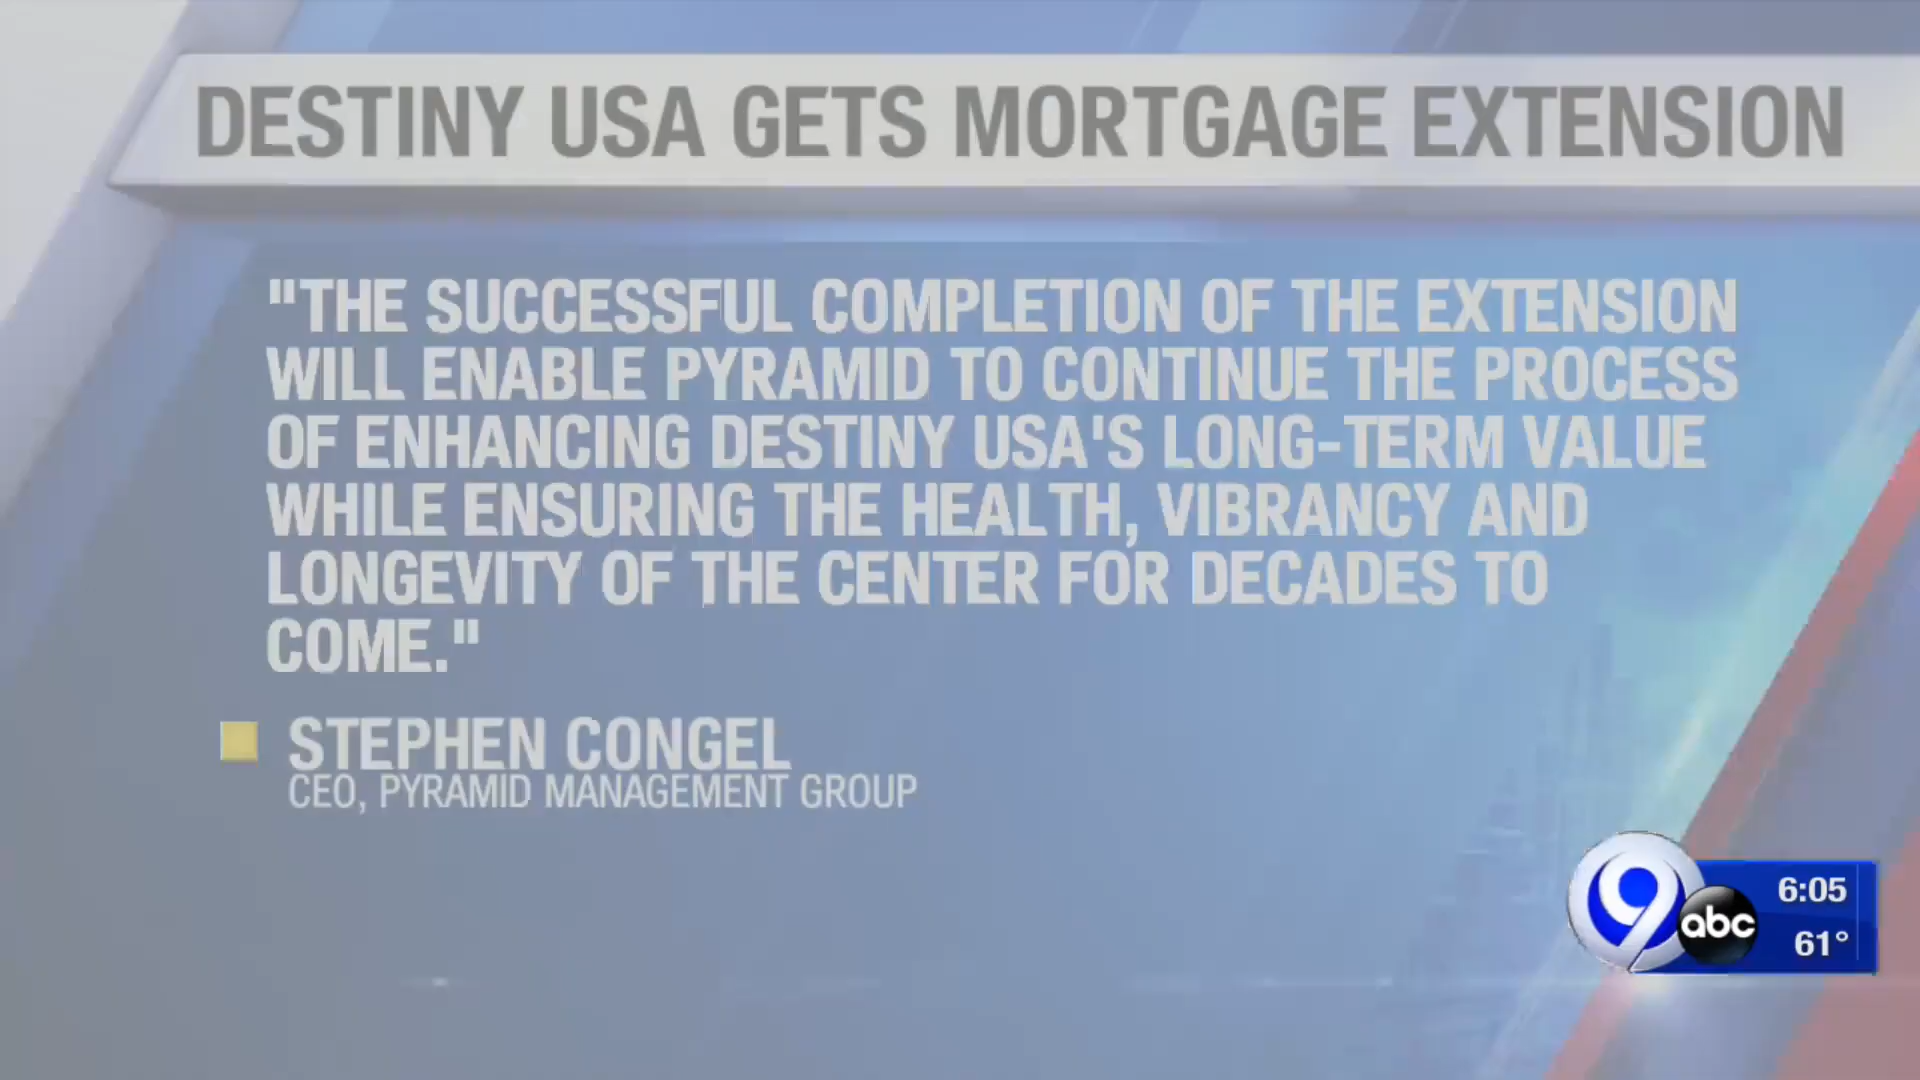 DESTINY USA GETS MORTGAGE EXTENSION
"THE SUCCESSFUL COMPLETION OF THE EXTENSION
WILL ENABLE PYRAMID TO CONTINUE THE PROCESS
OF ENHANCING DESTINY USA'S LONG-TERM VALUE
WHILE ENSURING THE HEALTH, VIBRANCY AND
LONGEVITY OF THE CENTER FOR DECADES TO
COME."
STEPHEN CONGEL
CEO, PYRAMID MANAGEMENT GROUP
9
abc
6:05
61°